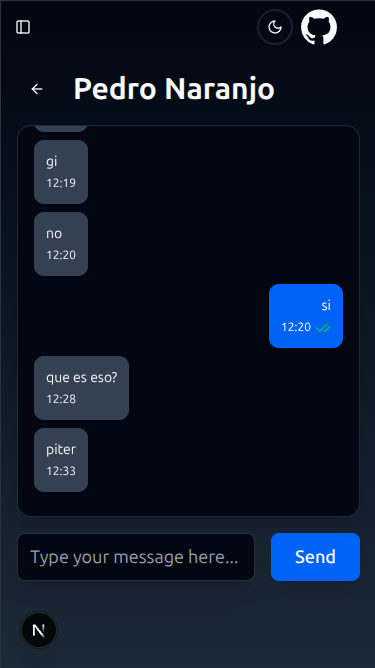 Pedro Naranjo
gi
12:19
no
12:20
si
12:20
que es eso?
12:28
piter
12:33
Type your message here...
Send
N